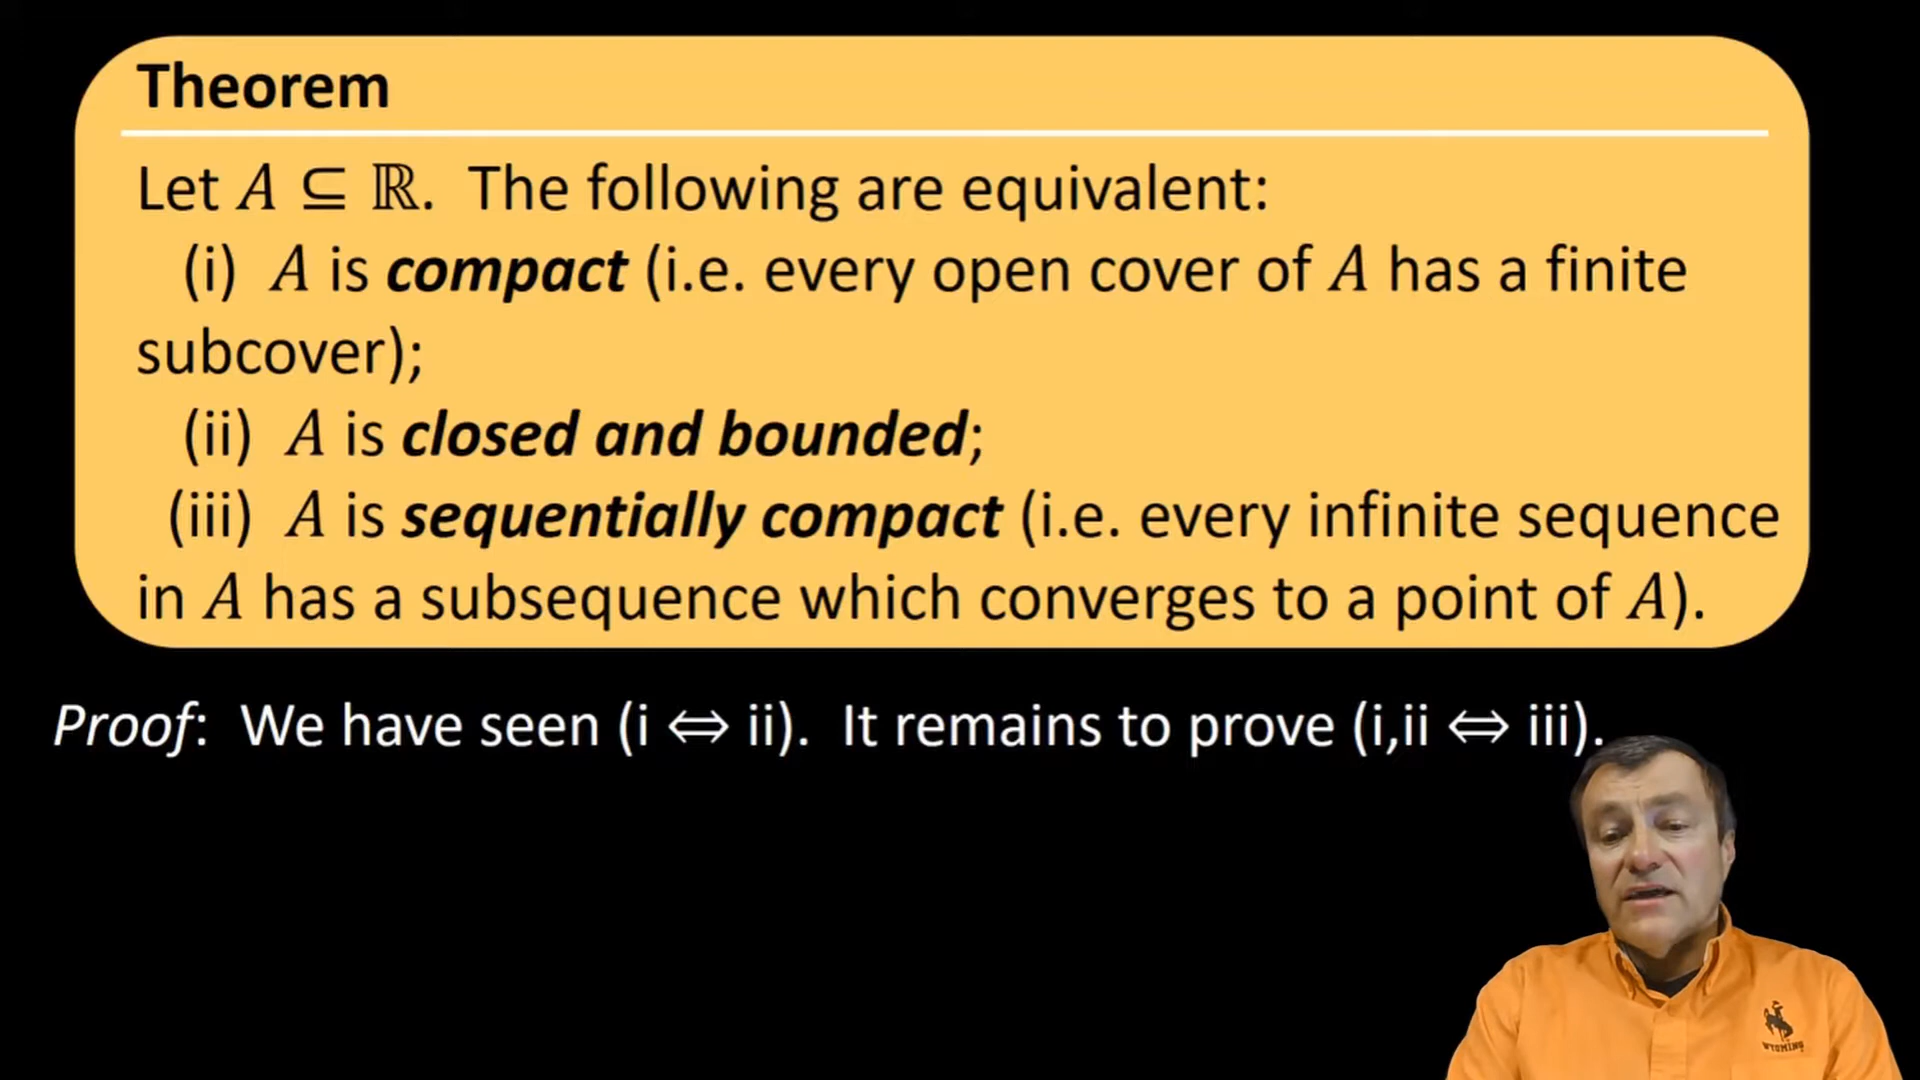 Theorem
Let A ⊆ ℝ. The following are equivalent:
(i) A is compact (i.e. every open cover of A has a finite
subcover);
(ii) A is closed and bounded;
(iii) A is sequentially compact (i.e. every infinite sequence
in A has a subsequence which converges to a point of A).
Proof: We have seen (i ⇔ ii). It remains to prove (i,ii ⇔ iii).
WYOMING